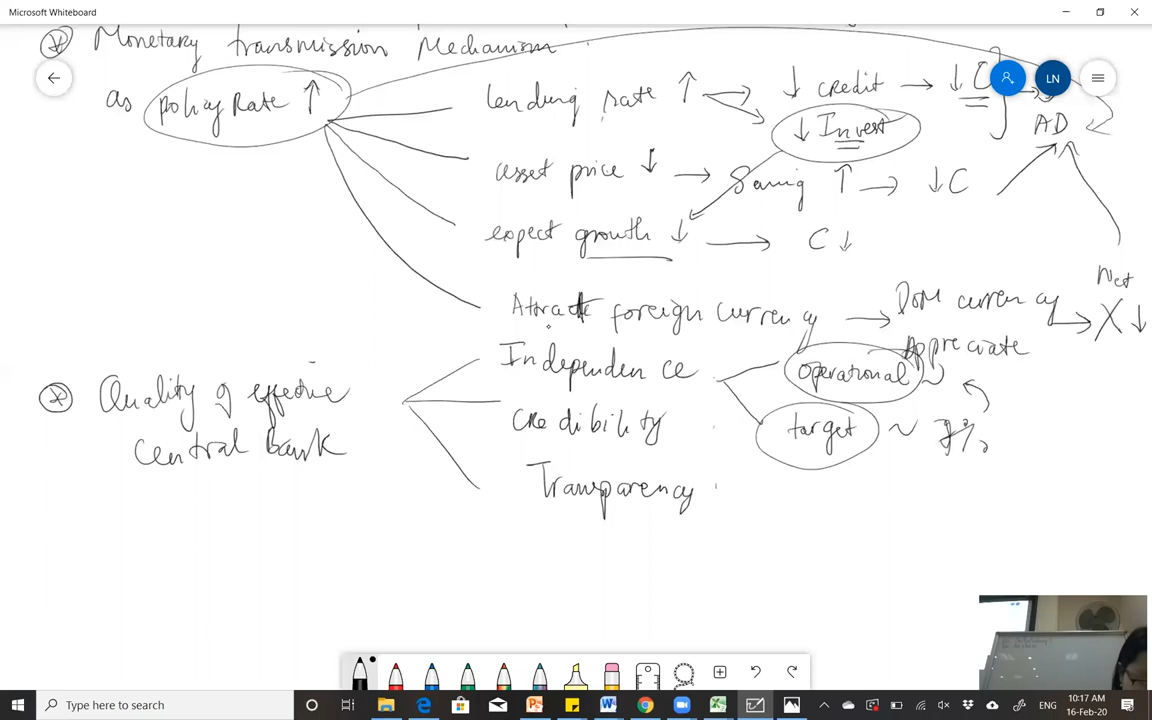 Microsoft Whiteboard
Monetary transmission Mechanism
as policy Rate ↑
lending rate ↑ → ↓ credit → ↓ C
↓ Invest
AD
asset price ↓ → Saving ↑ → ↓ C
expect growth ↓ → C ↓
Attract foreign currency → Dom currency Appreciate → Net X ↓
* Quality of effective central bank
Independence
operational
target ~
Credibility
Transparency
LN
Type here to search
ENG
10:17 AM
16-Feb-20